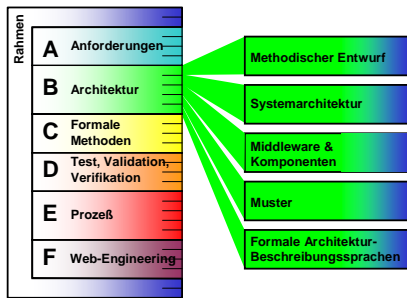 Rahmen
A Anforderungen
B Architektur
C Formale
Methoden
D Test, Validation,
Verifikation
E Prozeß
F Web-Engineering
Methodischer Entwurf
Systemarchitektur
Middleware &
Komponenten
Muster
Formale Architektur-
Beschreibungssprachen